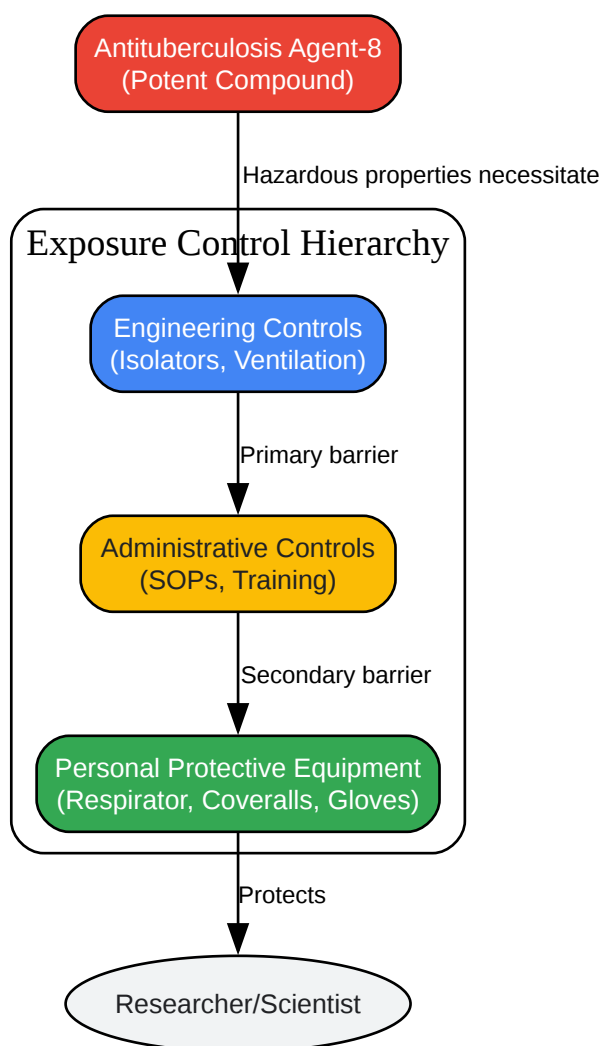 Antituberculosis Agent-8
(Potent Compound)
Hazardous properties necessitate
Exposure Control Hierarchy
Engineering Controls
(Isolators, Ventilation)
Primary barrier
Administrative Controls
(SOPs, Training)
Secondary barrier
Personal Protective Equipment
(Respirator, Coveralls, Gloves)
Protects
Researcher/Scientist